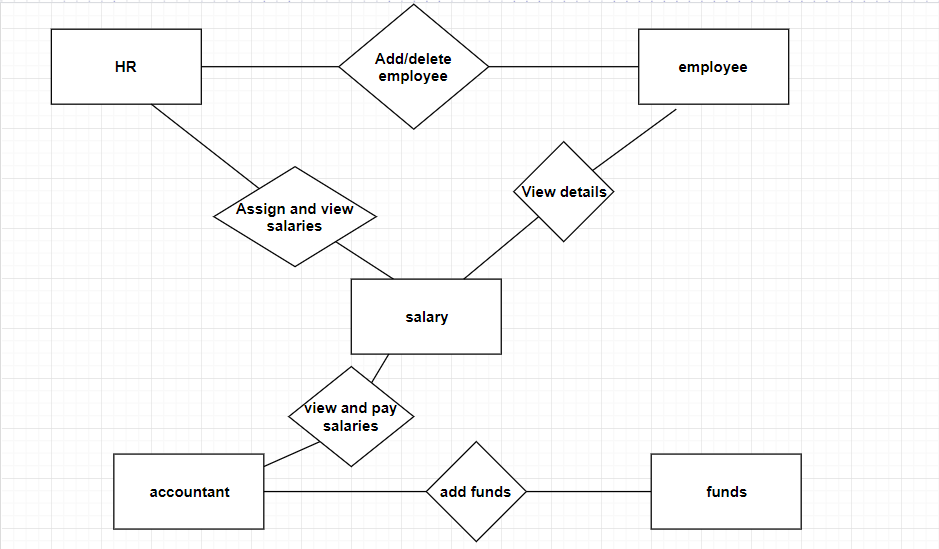 HR
Add/delete
employee
employee
Assign and view
salaries
View details
salary
view and pay
salaries
accountant
add funds
funds